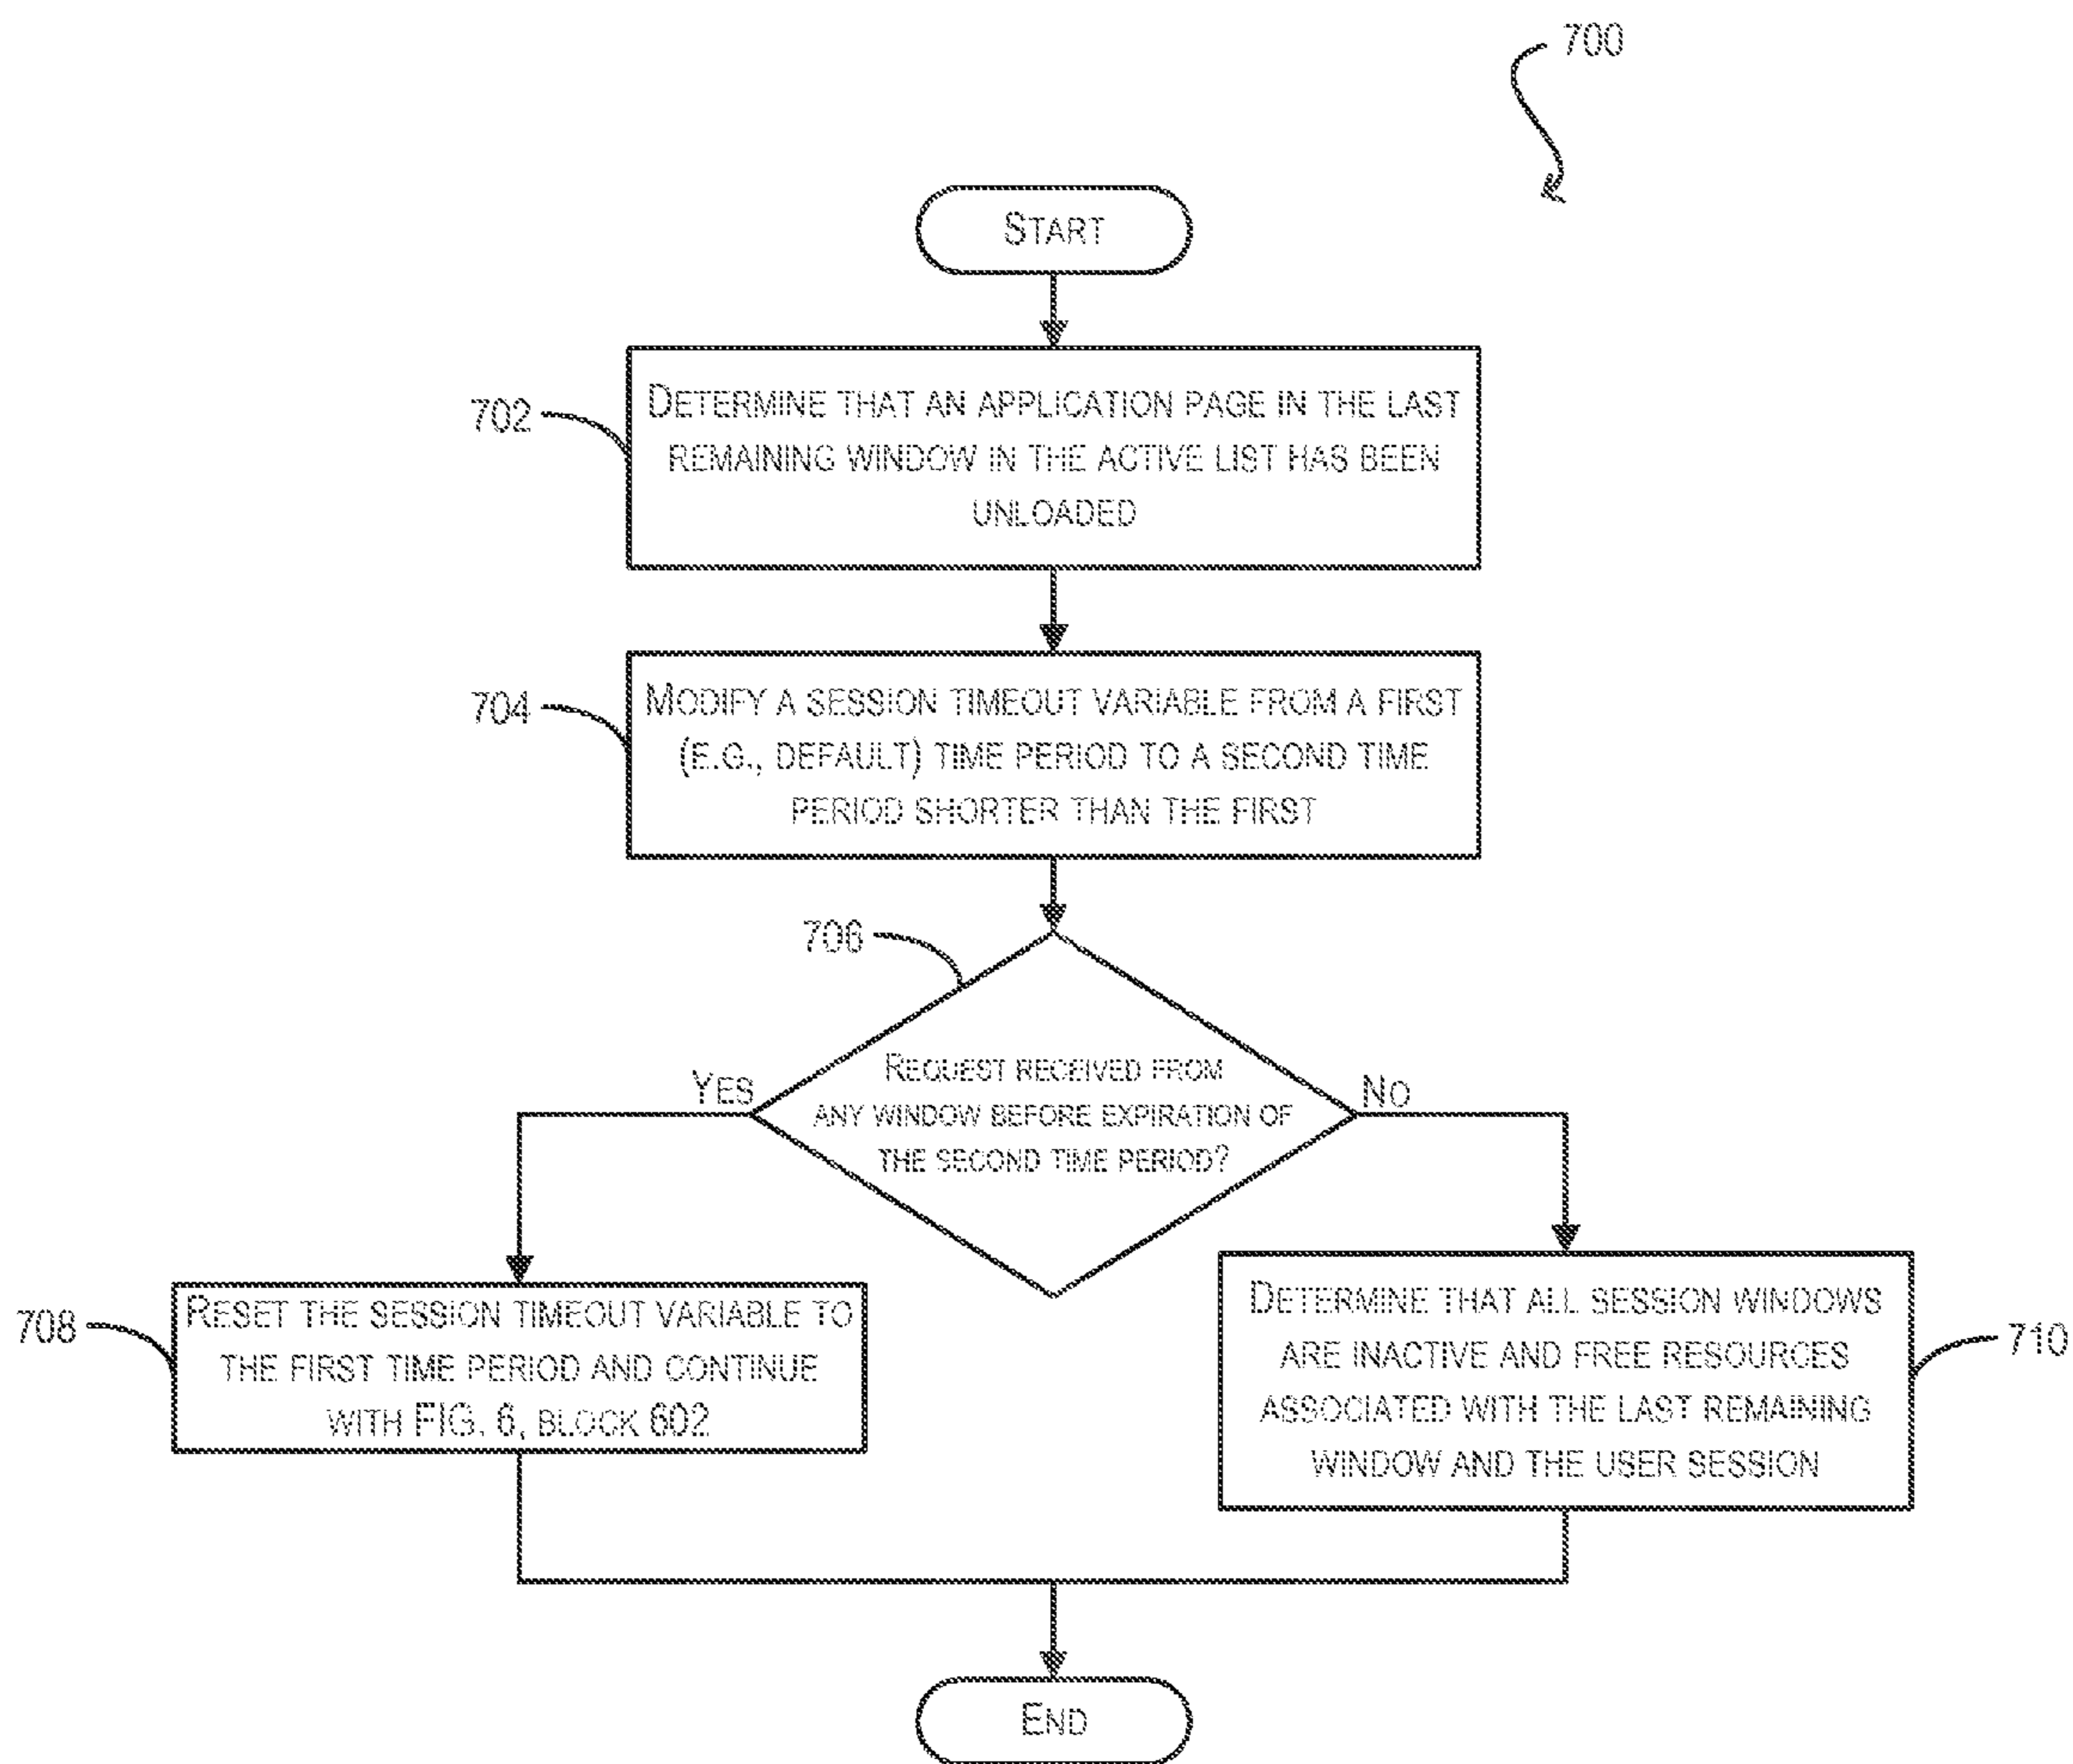 700
START
702
DETERMINE THAT AN APPLICATION PAGE IN THE LAST
REMAINING WINDOW IN THE ACTIVE LIST HAS BEEN
UNLOADED
704
MODIFY A SESSION TIMEOUT VARIABLE FROM A FIRST
(E.G., DEFAULT) TIME PERIOD TO A SECOND TIME
PERIOD SHORTER THAN THE FIRST
706
REQUEST RECEIVED FROM
ANY WINDOW BEFORE EXPIRATION OF
THE SECOND TIME PERIOD?
YES
NO
708
RESET THE SESSION TIMEOUT VARIABLE TO
THE FIRST TIME PERIOD AND CONTINUE
WITH FIG. 6, BLOCK 602
DETERMINE THAT ALL SESSION WINDOWS
ARE INACTIVE AND FREE RESOURCES
ASSOCIATED WITH THE LAST REMAINING
WINDOW AND THE USER SESSION
710
END